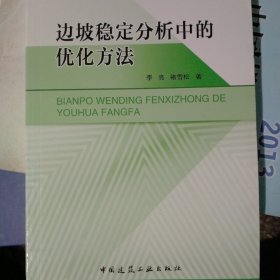 边坡稳定分析中的
优化方法
李亮 褚雪松 著
BIANPO WENDING FENXIZHONG DE
YOUHUA FANGFA
中国建筑工业出版社
2013